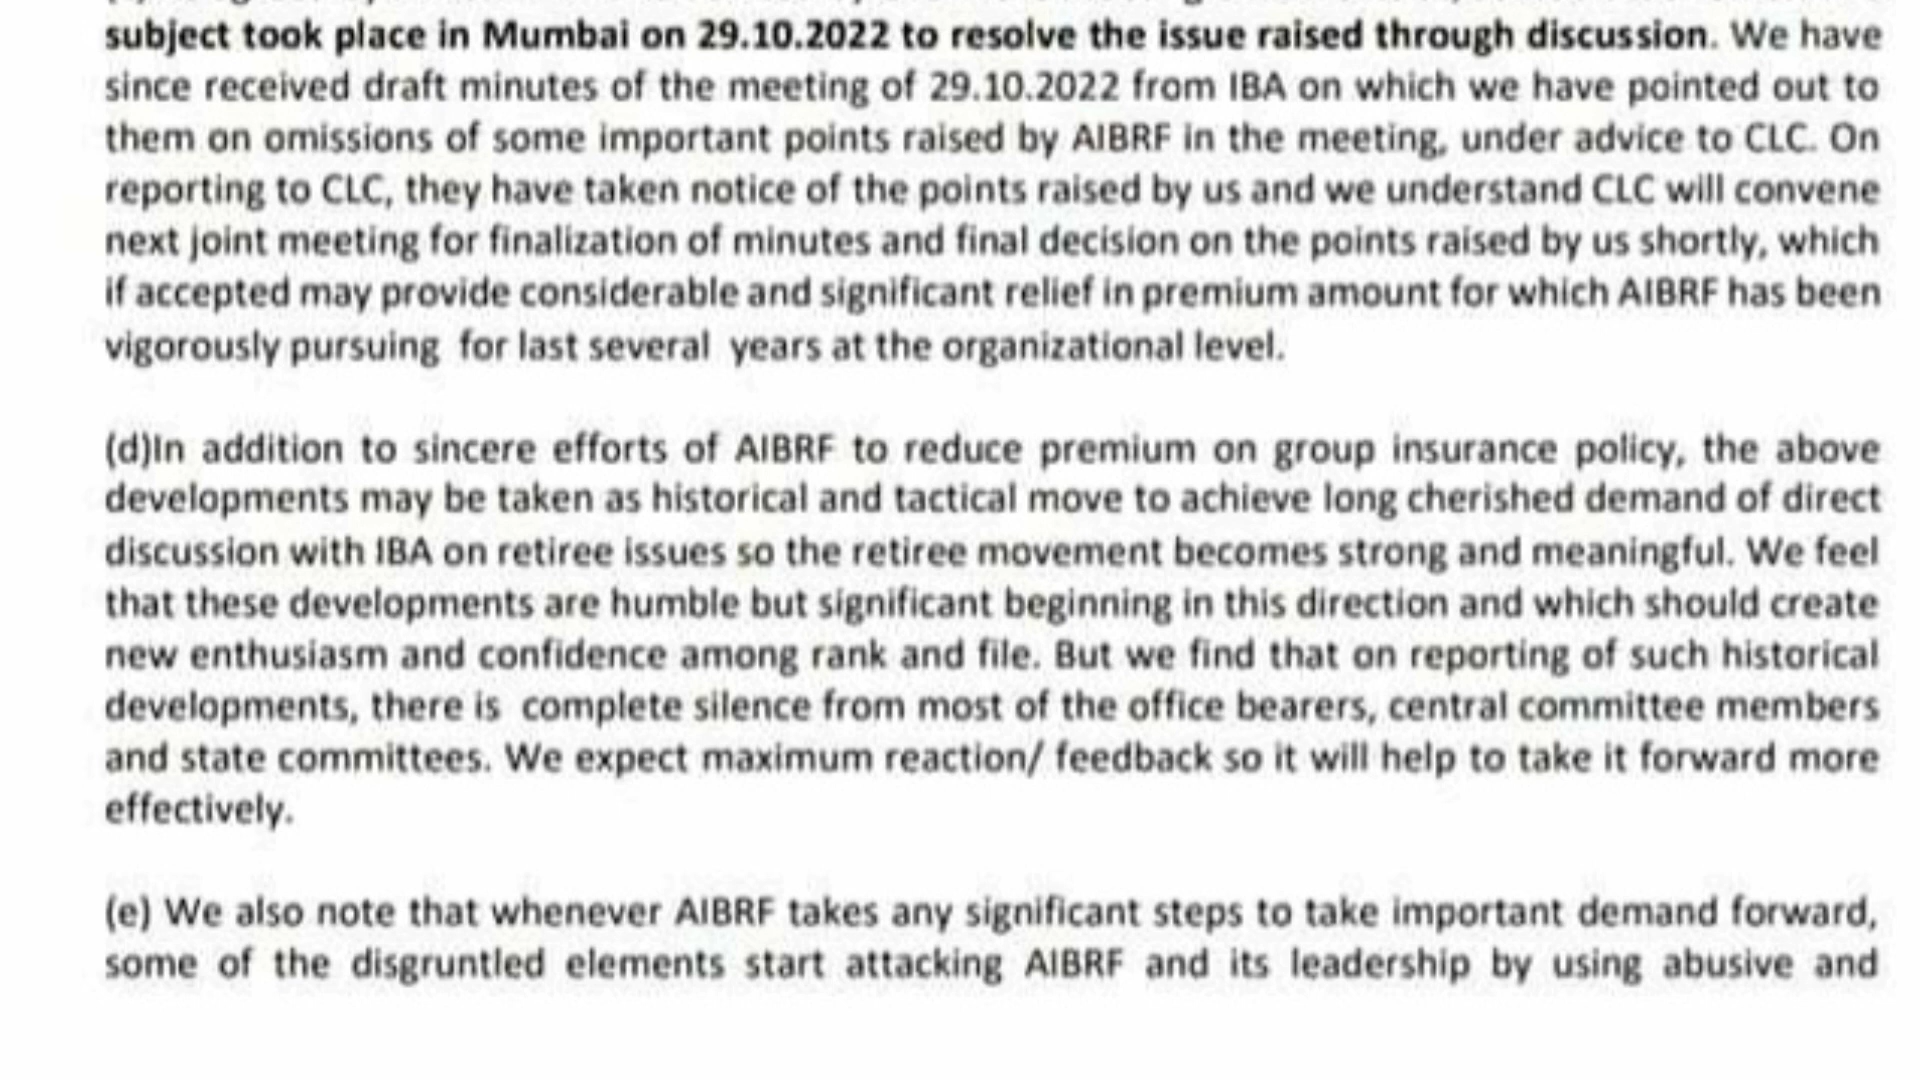 subject took place in Mumbai on 29.10.2022 to resolve the issue raised through discussion. We have
since received draft minutes of the meeting of 29.10.2022 from IBA on which we have pointed out to
them on omissions of some important points raised by AIBRF in the meeting, under advice to CLC. On
reporting to CLC, they have taken notice of the points raised by us and we understand CLC will convene
next joint meeting for finalization of minutes and final decision on the points raised by us shortly, which
if accepted may provide considerable and significant relief in premium amount for which AIBRF has been
vigorously pursuing for last several years at the organizational level.
(d)In addition to sincere efforts of AIBRF to reduce premium on group insurance policy, the above
developments may be taken as historical and tactical move to achieve long cherished demand of direct
discussion with IBA on retiree issues so the retiree movement becomes strong and meaningful. We feel
that these developments are humble but significant beginning in this direction and which should create
new enthusiasm and confidence among rank and file. But we find that on reporting of such historical
developments, there is complete silence from most of the office bearers, central committee members
and state committees. We expect maximum reaction/ feedback so it will help to take it forward more
effectively.
(e) We also note that whenever AIBRF takes any significant steps to take important demand forward,
some of the disgruntled elements start attacking AIBRF and its leadership by using abusive and